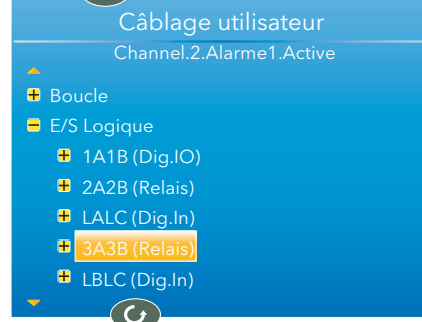 Câblage utilisateur
Channel.2.Alarme1.Active
Boucle
E/S Logique
1A1B (Dig.IO)
2A2B (Relais)
LALC (Dig.In)
3A3B (Relais)
LBLC (Dig.In)